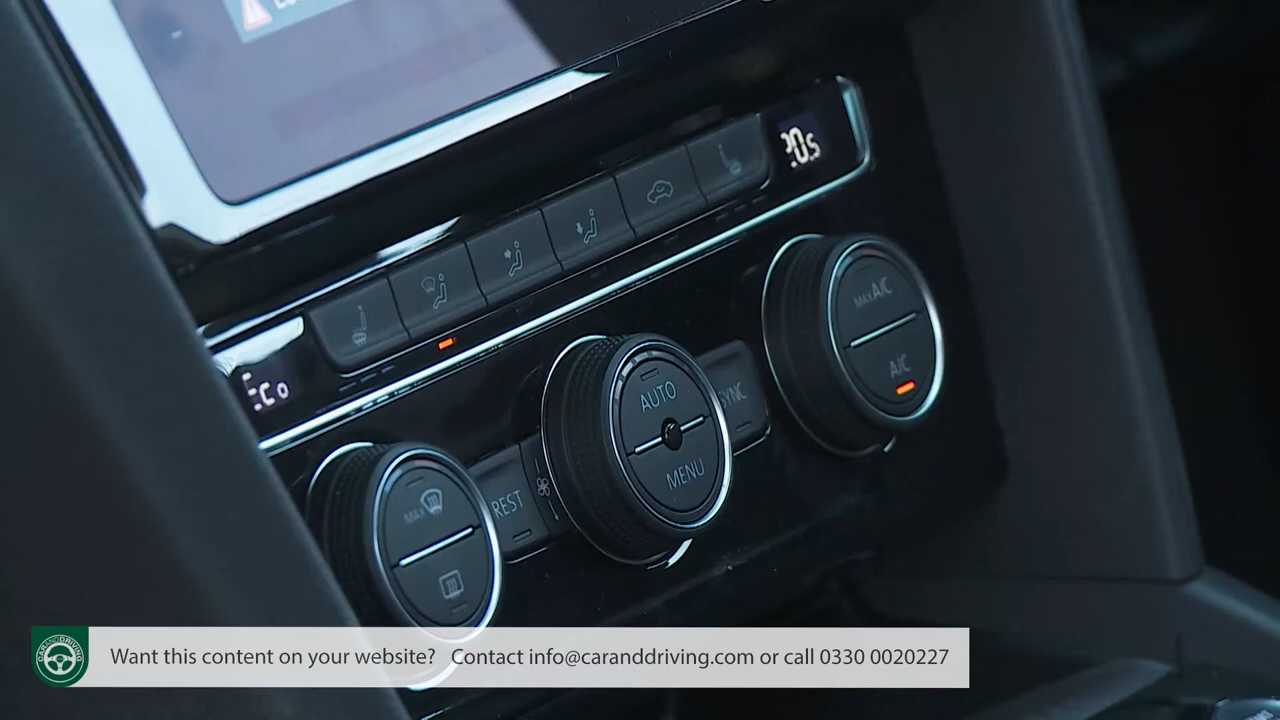 20.5
Eco
MAX A/C
A/C
AUTO
MENU
SYNC
REST
MAX
CARANDDRIVING
Want this content on your website? Contact info@caranddriving.com or call 0330 0020227